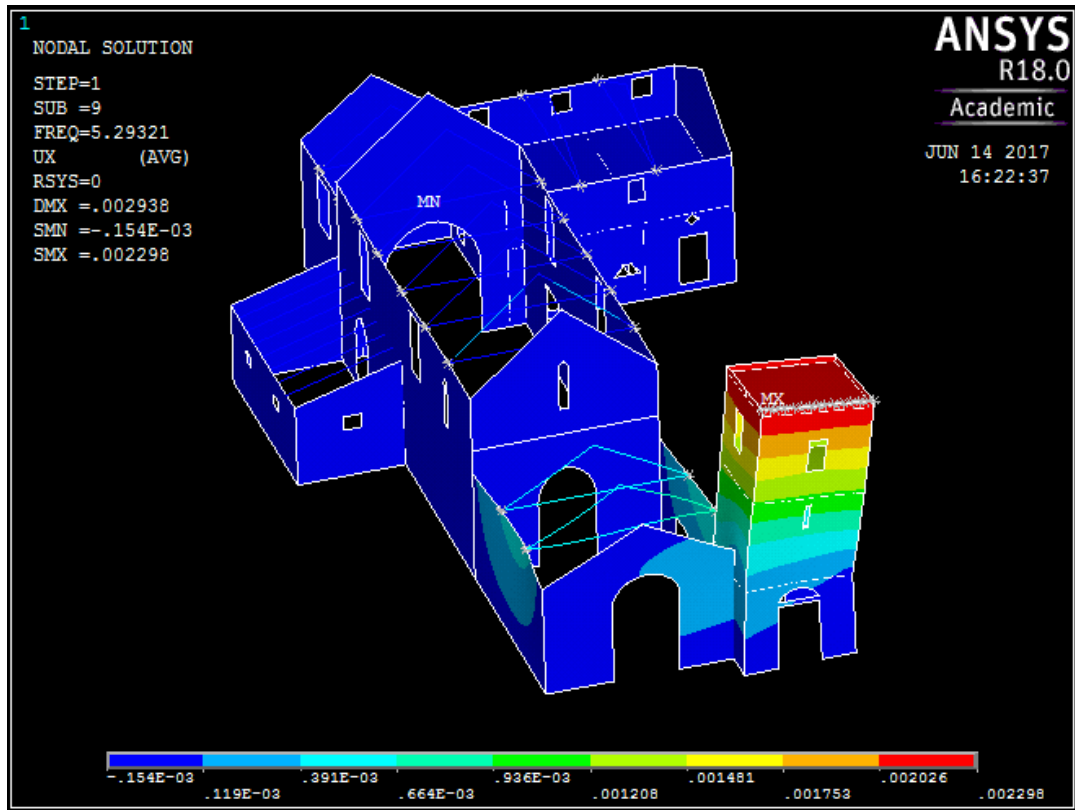 1
NODAL SOLUTION
STEP=1
SUB =9
FREQ=5.29321
UX (AVG)
RSYS=0
DMX =.002938
SMN =-.154E-03
SMX =.002298
ANSYS
R18.0
Academic
JUN 14 2017
16:22:37
MN
MX
-.154E-03 .391E-03 .936E-03 .001481 .002026
.119E-03 .664E-03 .001208 .001753 .002298